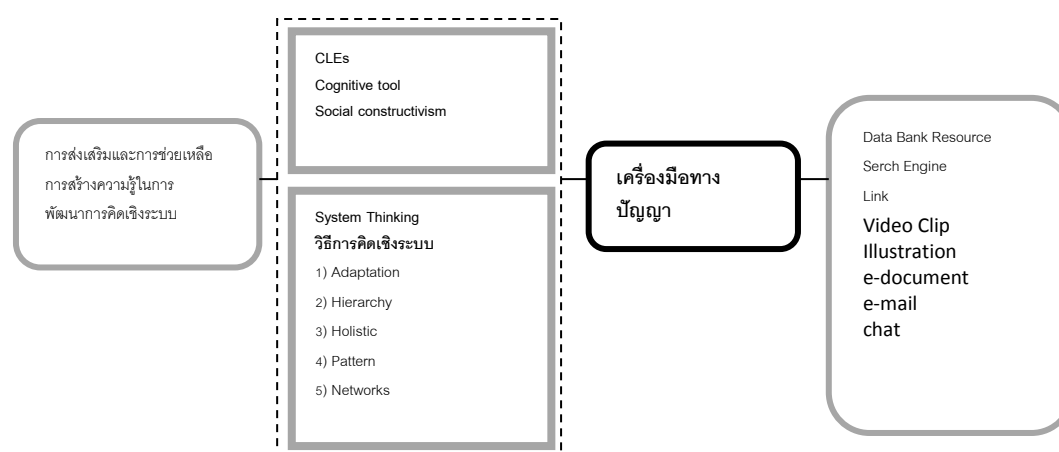 การส่งเสริมและการช่วยเหลือ
การสร้างความรู้ในการ
พัฒนาการคิดเชิงระบบ
CLEs
Cognitive tool
Social constructivism
System Thinking
วิธีการคิดเชิงระบบ
1) Adaptation
2) Hierarchy
3) Holistic
4) Pattern
5) Networks
เครื่องมือทาง
ปัญญา
Data Bank Resource
Serch Engine
Link
Video Clip
Illustration
e-document
e-mail
chat